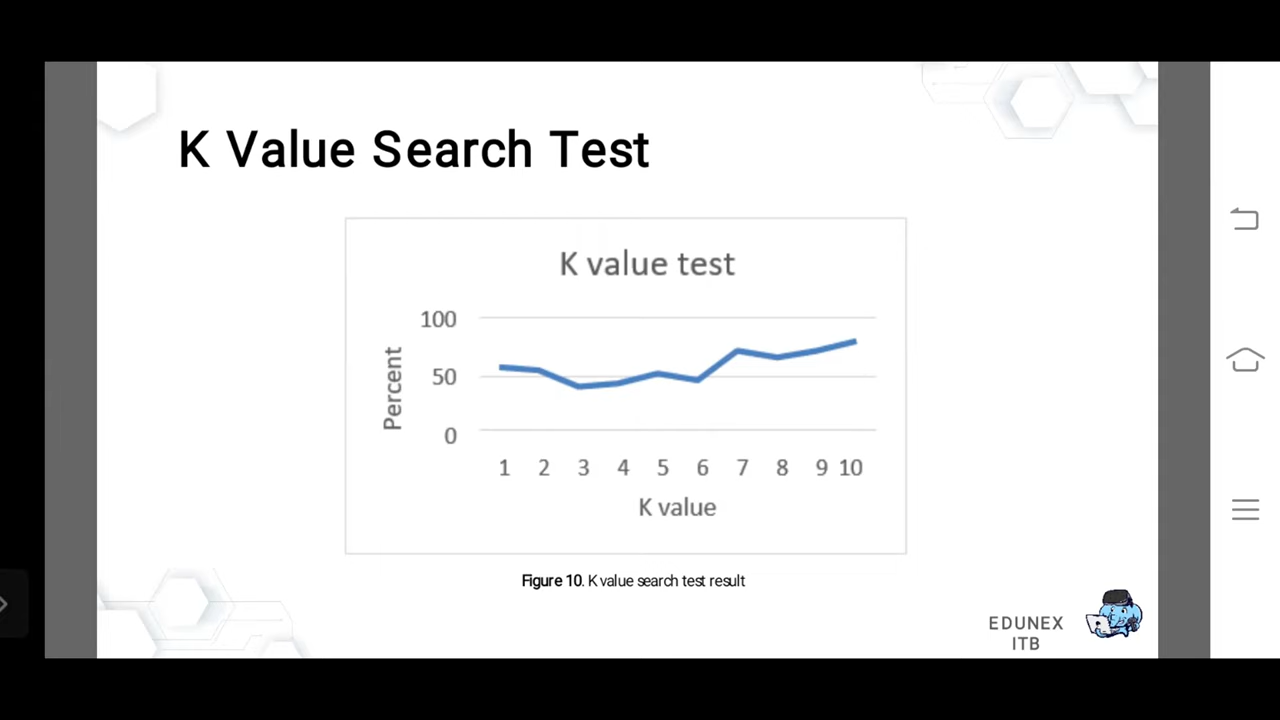 K Value Search Test
K value test
100
50
0
Percent
1 2 3 4 5 6 7 8 9 10
K value
Figure 10. K value search test result
EDUNEX
ITB